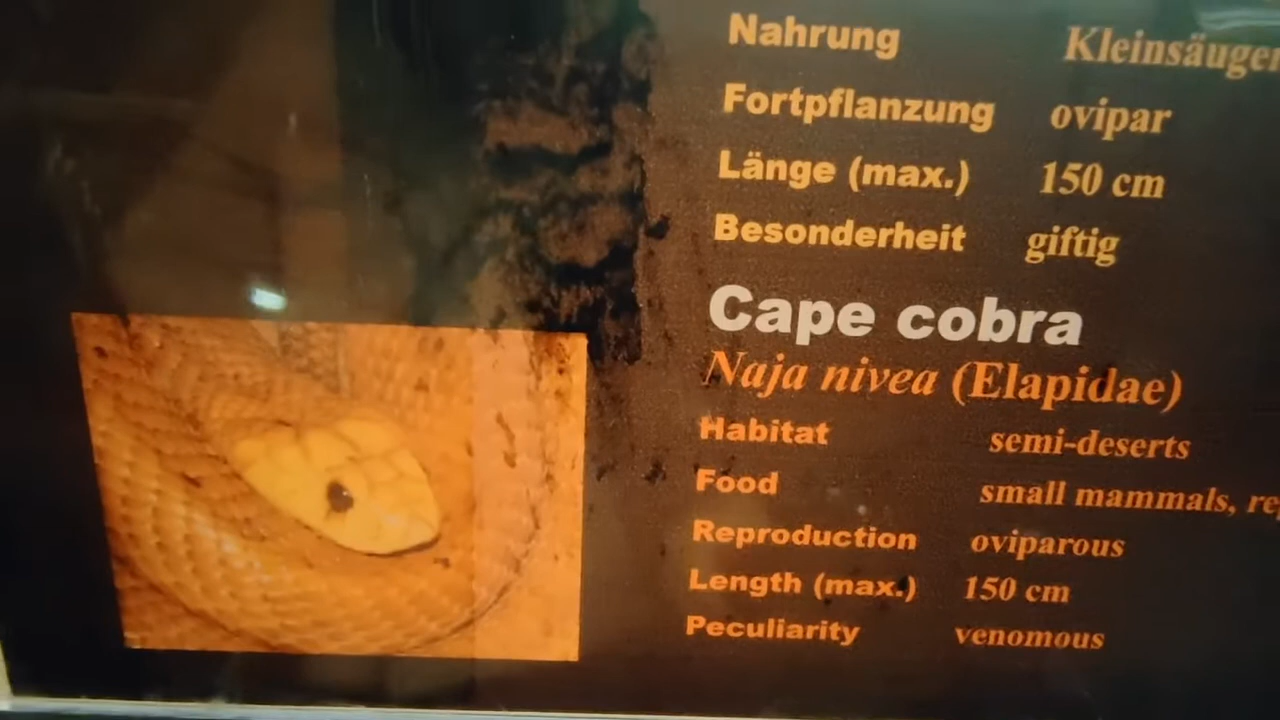 Nahrung Kleinsäuger
Fortpflanzung ovipar
Länge (max.) 150 cm
Besonderheit giftig
Cape cobra
Naja nivea (Elapidae)
Habitat semi-deserts
Food small mammals,
Reproduction oviparous
Length (max.) 150 cm
Peculiarity venomous